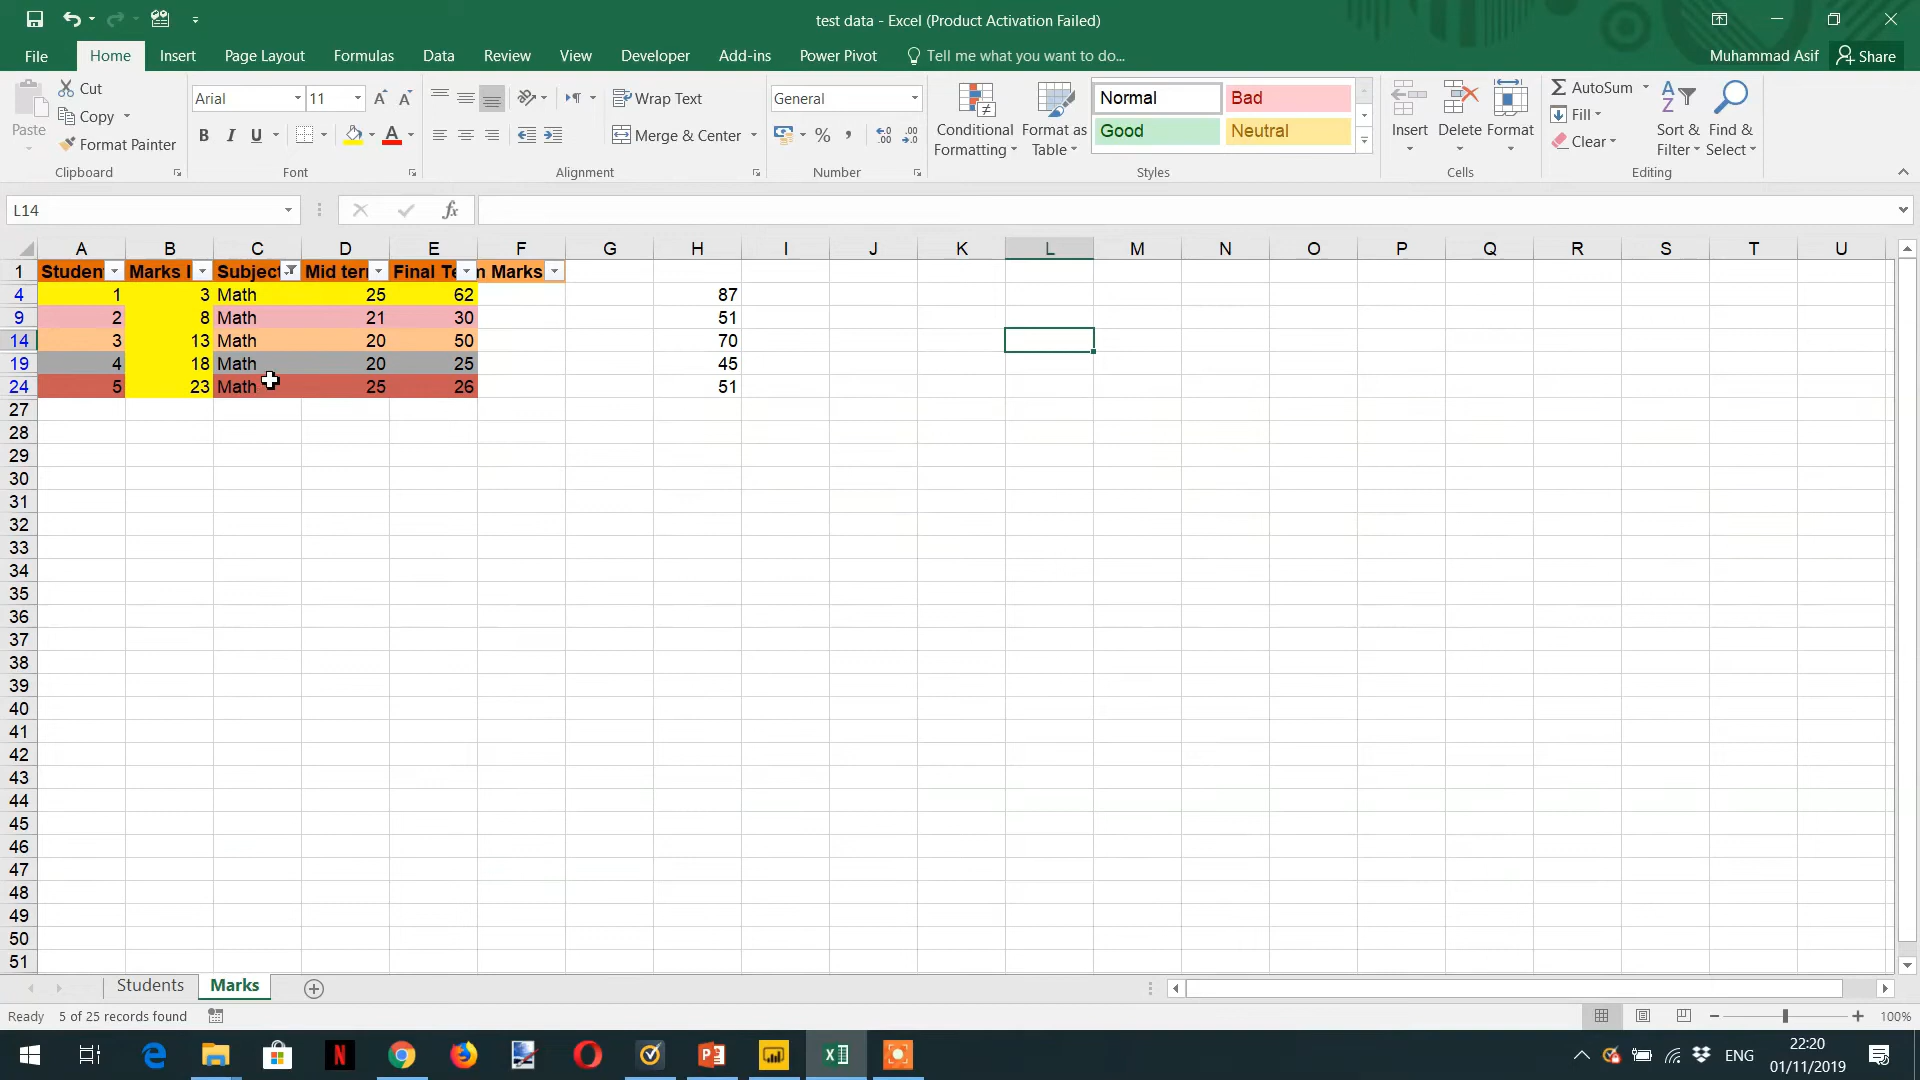 test data - Excel (Product Activation Failed)
File Home Insert Page Layout Formulas Data Review View Developer Add-ins Power Pivot Tell me what you want to do... Muhammad Asif Share
Paste
Cut
Copy
Format Painter
Clipboard
Arial 11
B I U
Font
Wrap Text
Merge & Center
Alignment
General
%
Number
Conditional Formatting
Format as Table
Normal Bad
Good Neutral
Styles
Insert Delete Format
Cells
AutoSum
Fill
Clear
Sort & Filter
Find & Select
Editing
L14 fx
A B C D E F G H I J K L M N O P Q R S T U
1 Studen Marks I Subject Mid ter Final Te Marks
4 1 3 Math 25 62 87
9 2 8 Math 21 30 51
14 3 13 Math 20 50 70
19 4 18 Math 20 25 45
24 5 23 Math 25 26 51
27
28
29
30
31
32
33
34
35
36
37
38
39
40
41
42
43
44
45
46
47
48
49
50
51
Students Marks
Ready 5 of 25 records found 100%
ENG
22:20
01/11/2019